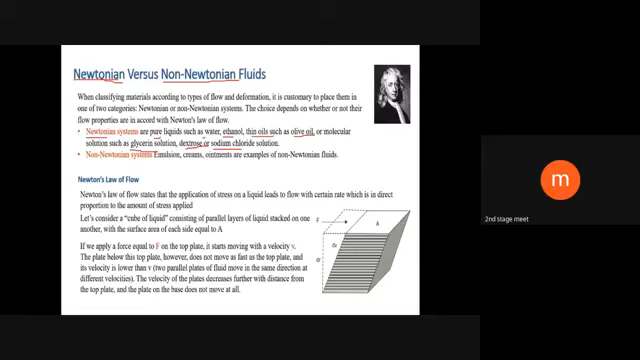 Newtonian Versus Non-Newtonian Fluids
When classifying materials according to types of flow and deformation, it is customary to place them in
one of two categories: Newtonian or non-Newtonian systems. The choice depends on whether or not their
flow properties are in accord with Newton's law of flow.
• Newtonian systems are pure liquids such as water, ethanol, thin oils such as olive oil, or molecular
solution such as glycerin solution, dextrose or sodium chloride solution.
• Non-Newtonian systems Emulsion, creams, ointments are examples of non-Newtonian fluids.
Newton's Law of Flow
Newton's law of flow states that the application of stress on a liquid leads to flow with certain rate which is in direct
proportion to the amount of stress applied
Let's consider a "cube of liquid" consisting of parallel layers of liquid stacked on one
another, with the surface area of each side equal to A
If we apply a force equal to F on the top plate, it starts moving with a velocity v.
The plate below this top plate, however, does not move as fast as the top plate, and
its velocity is lower than v (two parallel plates of fluid move in the same direction at
different velocities). The velocity of the plates decreases further with distance from
the top plate, and the plate on the base does not move at all.
F
A
dv
dr
m
2nd stage meet